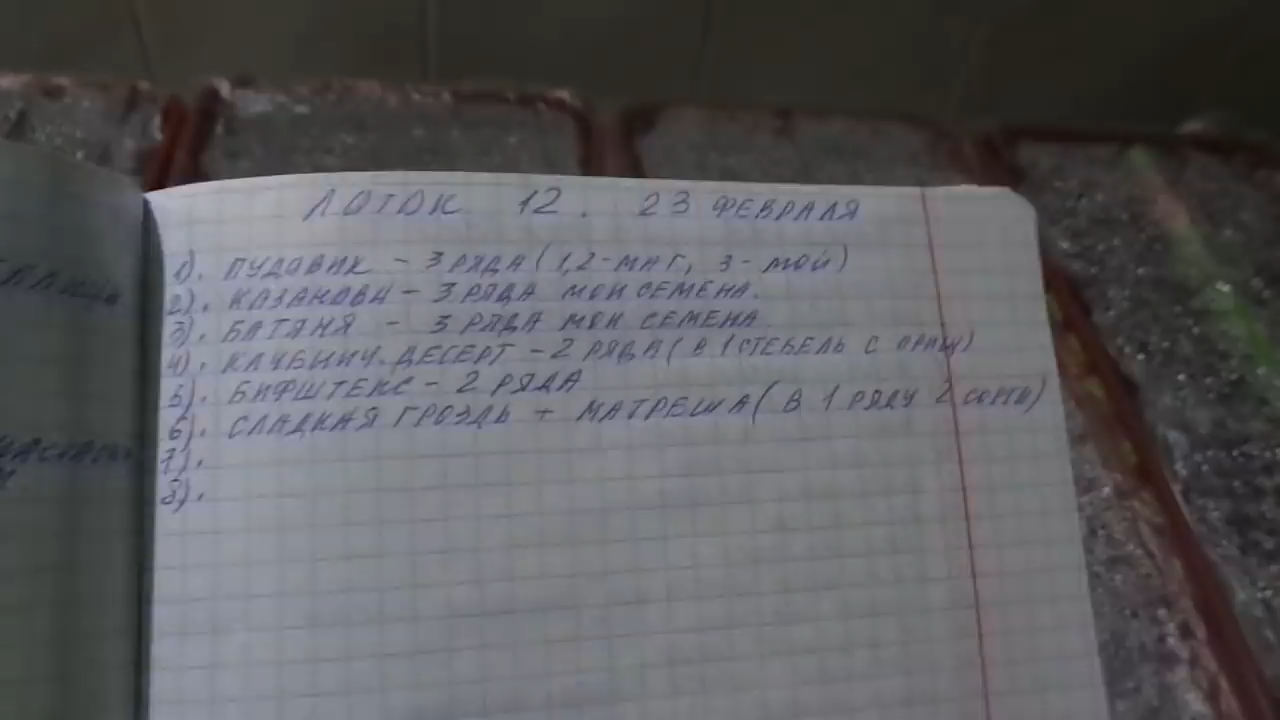 ЛОТОК 12. 23 ФЕВРАЛЯ
1). ПУДОВИК - 3 РЯДА (1,2-МАГ, 3- МОЙ)
2). КАЗАНОВА - 3 РЯДА МОИ СЕМЕНА.
3). БАТЯНЯ - 3 РЯДА МОИ СЕМЕНА.
4). КЛУБНИЧ. ДЕСЕРТ - 2 РЯДА (В 1 СТЕБЕЛЬ С
5). БИФШТЕКС - 2 РЯДА
6). СЛАДКАЯ ГРОЗДЬ + МАТРЕША (В 1 РЯДУ 2 СОРТА)
7).
8).